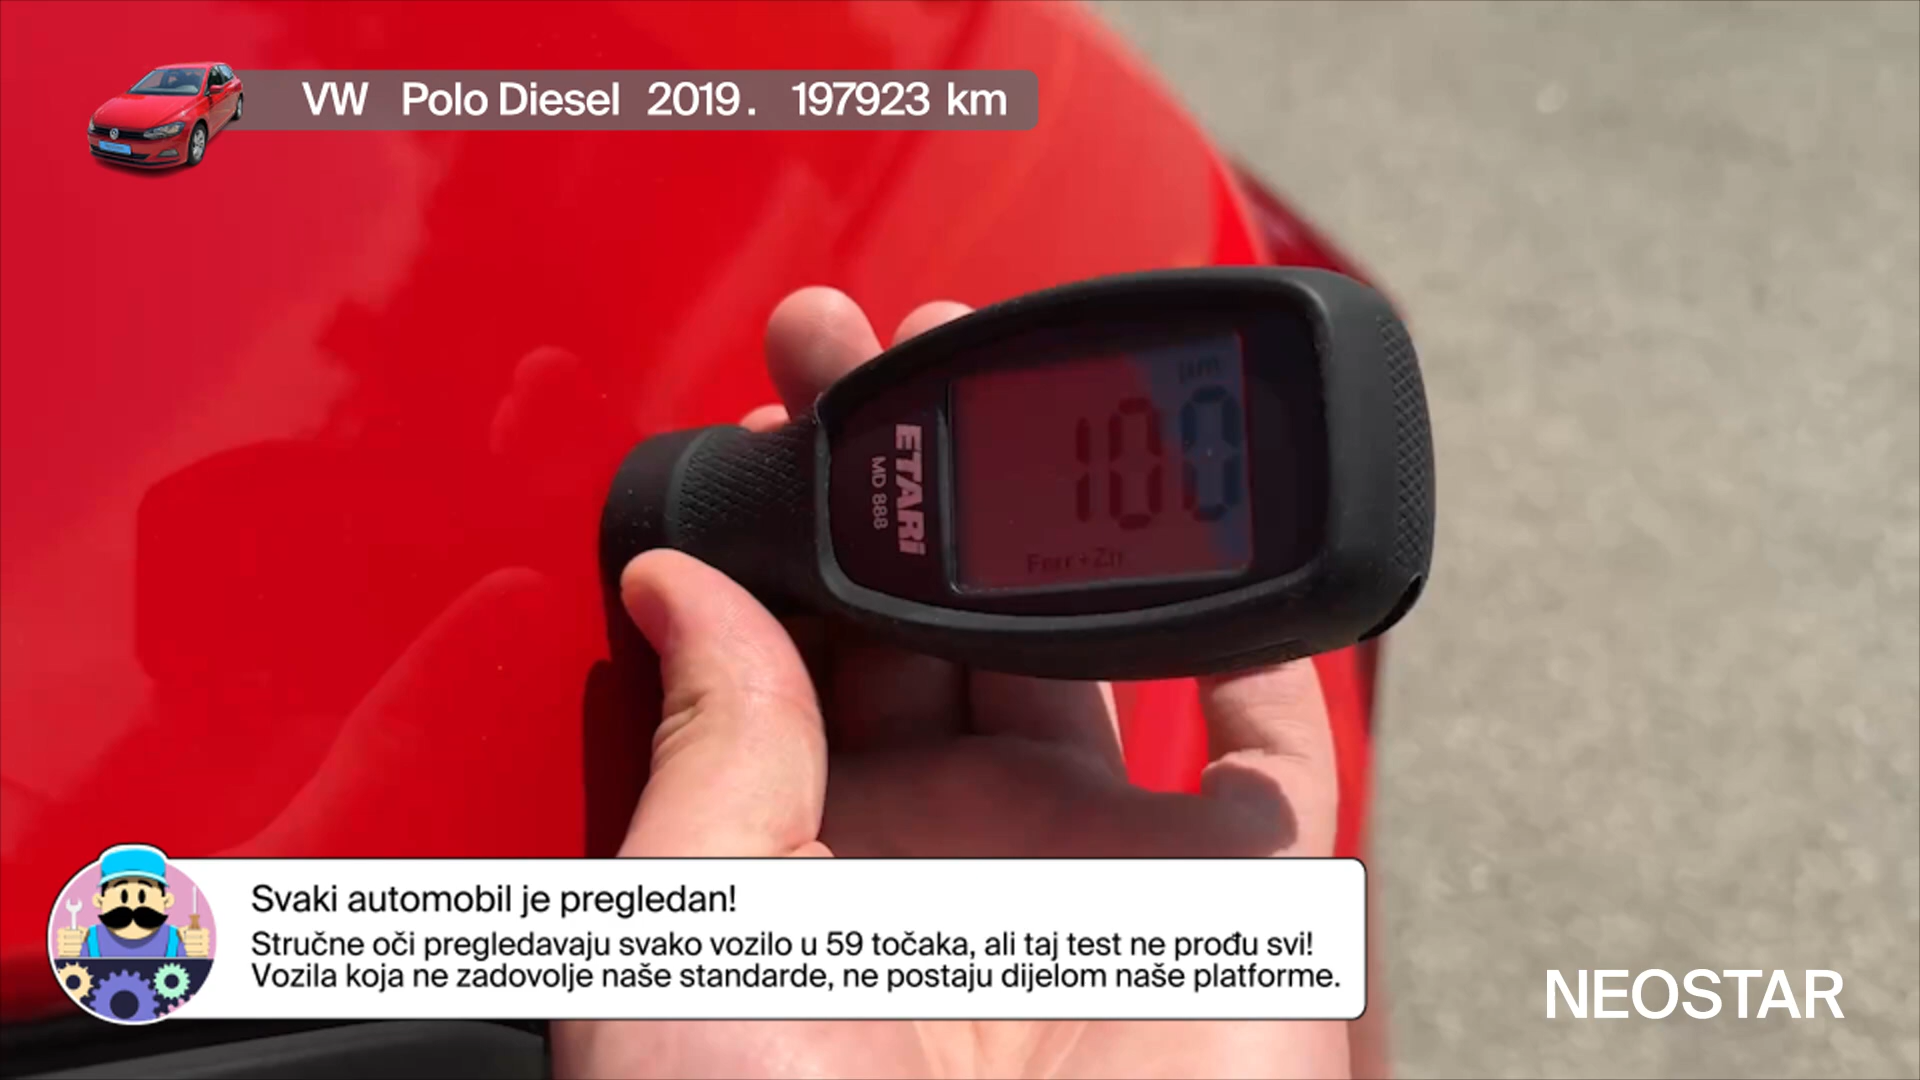 VW Polo Diesel 2019. 197923 km
µm
100
Ferr+Zn
ETARI
MD 888
Svaki automobil je pregledan!
Stručne oči pregledavaju svako vozilo u 59 točaka, ali taj test ne prođu svi!
Vozila koja ne zadovolje naše standarde, ne postaju dijelom naše platforme.
NEOSTAR